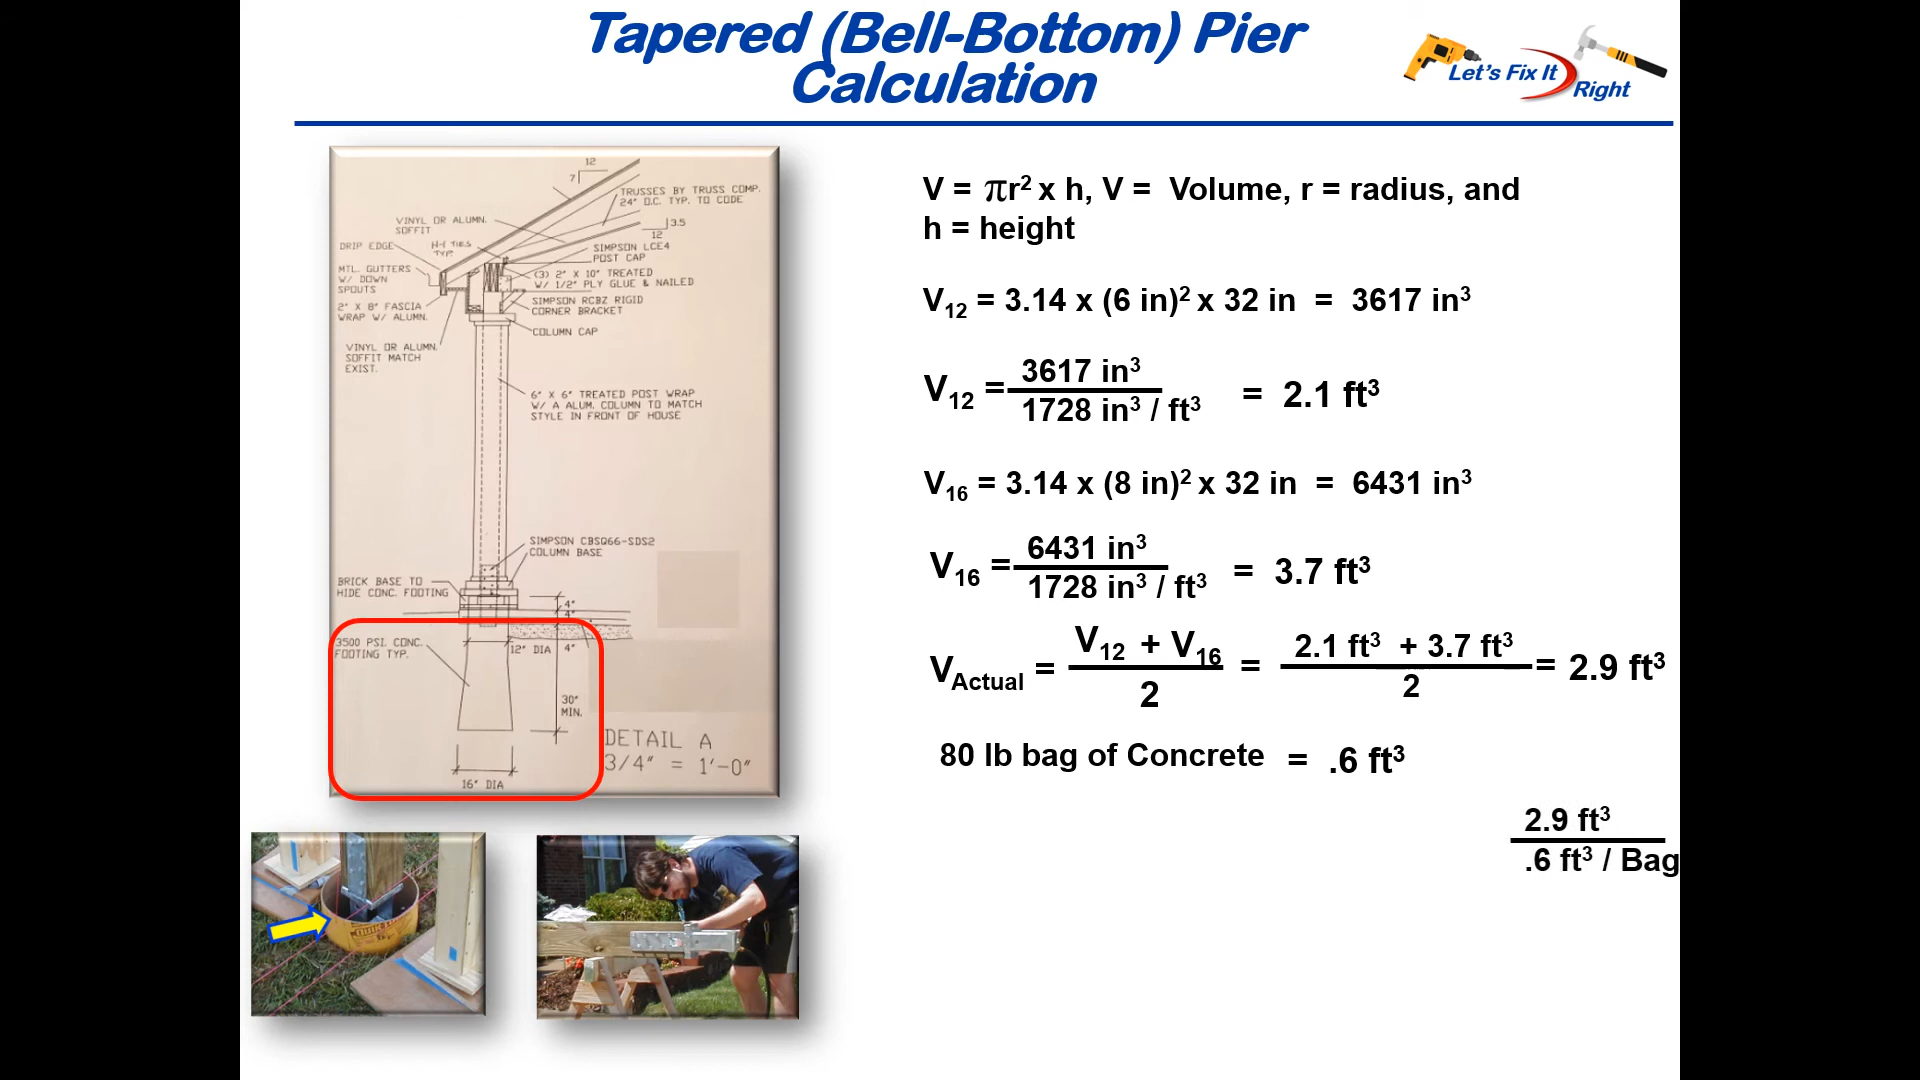 Tapered (Bell-Bottom) Pier
Calculation
Let's Fix It
Right
12
7
TRUSSES BY TRUSS COMP.
24" O.C. TYP. TO CODE
VINYL OR ALUMN.
SOFFIT
3.5
12
DRIP EDGE
H-1 TIES
TYP.
SIMPSON LCE4
POST CAP
MTL. GUTTERS
W/ DOWN
SPOUTS
(3) 2" X 10" TREATED
W/ 1/2" PLY GLUE & NAILED
2" X 8" FASCIA
WRAP W/ ALUMN.
SIMPSON RCBZ RIGID
CORNER BRACKET
COLUMN CAP
VINYL OR ALUMN.
SOFFIT MATCH
EXIST.
6" X 6" TREATED POST WRAP
W/ A ALUM. COLUMN TO MATCH
STYLE IN FRONT OF HOUSE
SIMPSON CBSQ66-SDS2
COLUMN BASE
BRICK BASE TO
HIDE CONC. FOOTING
4"
4"
3500 PSI. CONC.
FOOTING TYP.
12" DIA
4"
30"
MIN.
DETAIL A
3/4" = 1'-0"
16" DIA
V = πr² x h, V = Volume, r = radius, and
h = height
V₁₂ = 3.14 x (6 in)² x 32 in = 3617 in³
V₁₂ = 3617 in³ / 1728 in³ / ft³ = 2.1 ft³
V₁₆ = 3.14 x (8 in)² x 32 in = 6431 in³
V₁₆ = 6431 in³ / 1728 in³ / ft³ = 3.7 ft³
V_Actual = V₁₂ + V₁₆ / 2 = 2.1 ft³ + 3.7 ft³ / 2 = 2.9 ft³
80 lb bag of Concrete = .6 ft³
2.9 ft³
.6 ft³ / Bag